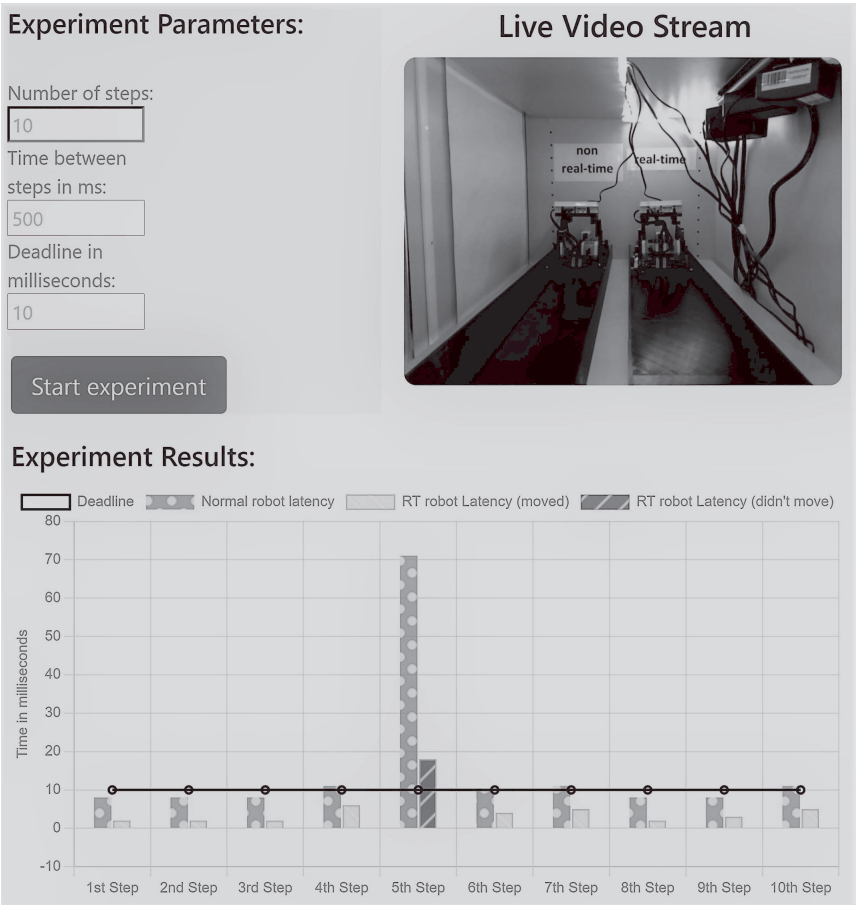 Experiment Parameters:
Number of steps:
10
Time between
steps in ms:
500
Deadline in
milliseconds:
10
Start experiment
Live Video Stream
non
real-time
real-time
Experiment Results:
Deadline
Normal robot latency
RT robot Latency (moved)
RT robot Latency (didn't move)
Time in milliseconds
80
70
60
50
40
30
20
10
0
-10
1st Step
2nd Step
3rd Step
4th Step
5th Step
6th Step
7th Step
8th Step
9th Step
10th Step